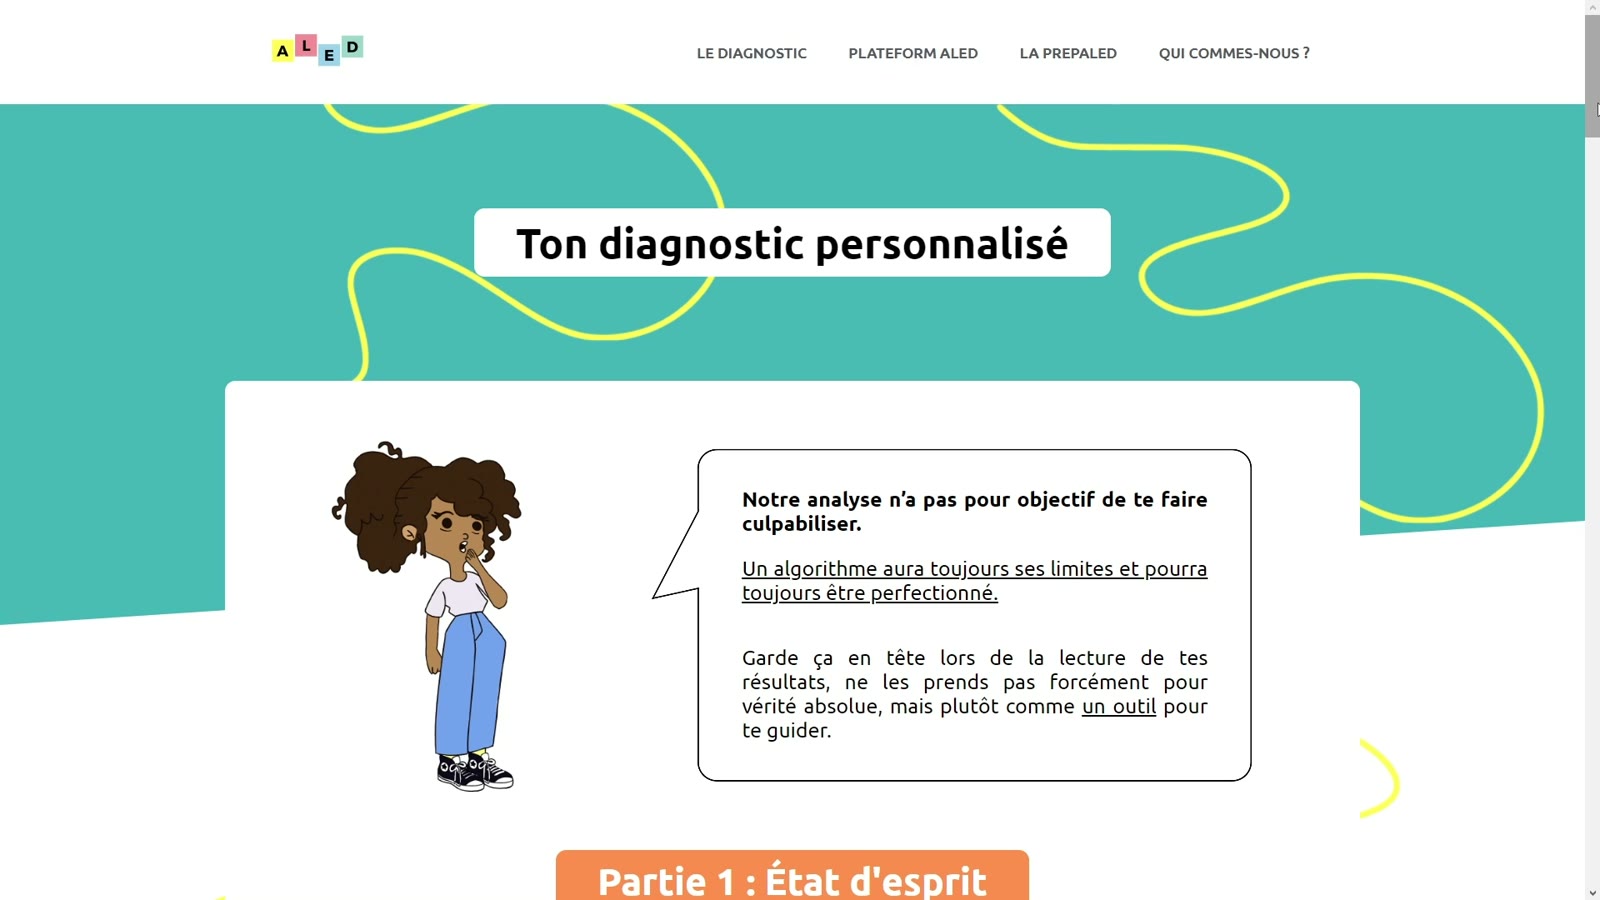 A L E D
LE DIAGNOSTIC PLATEFORM ALED LA PREPALED QUI COMMES-NOUS ?
Ton diagnostic personnalisé
Notre analyse n’a pas pour objectif de te faire
culpabiliser.
Un algorithme aura toujours ses limites et pourra
toujours être perfectionné.
Garde ça en tête lors de la lecture de tes
résultats, ne les prends pas forcément pour
vérité absolue, mais plutôt comme un outil pour
te guider.
Partie 1 : État d'esprit